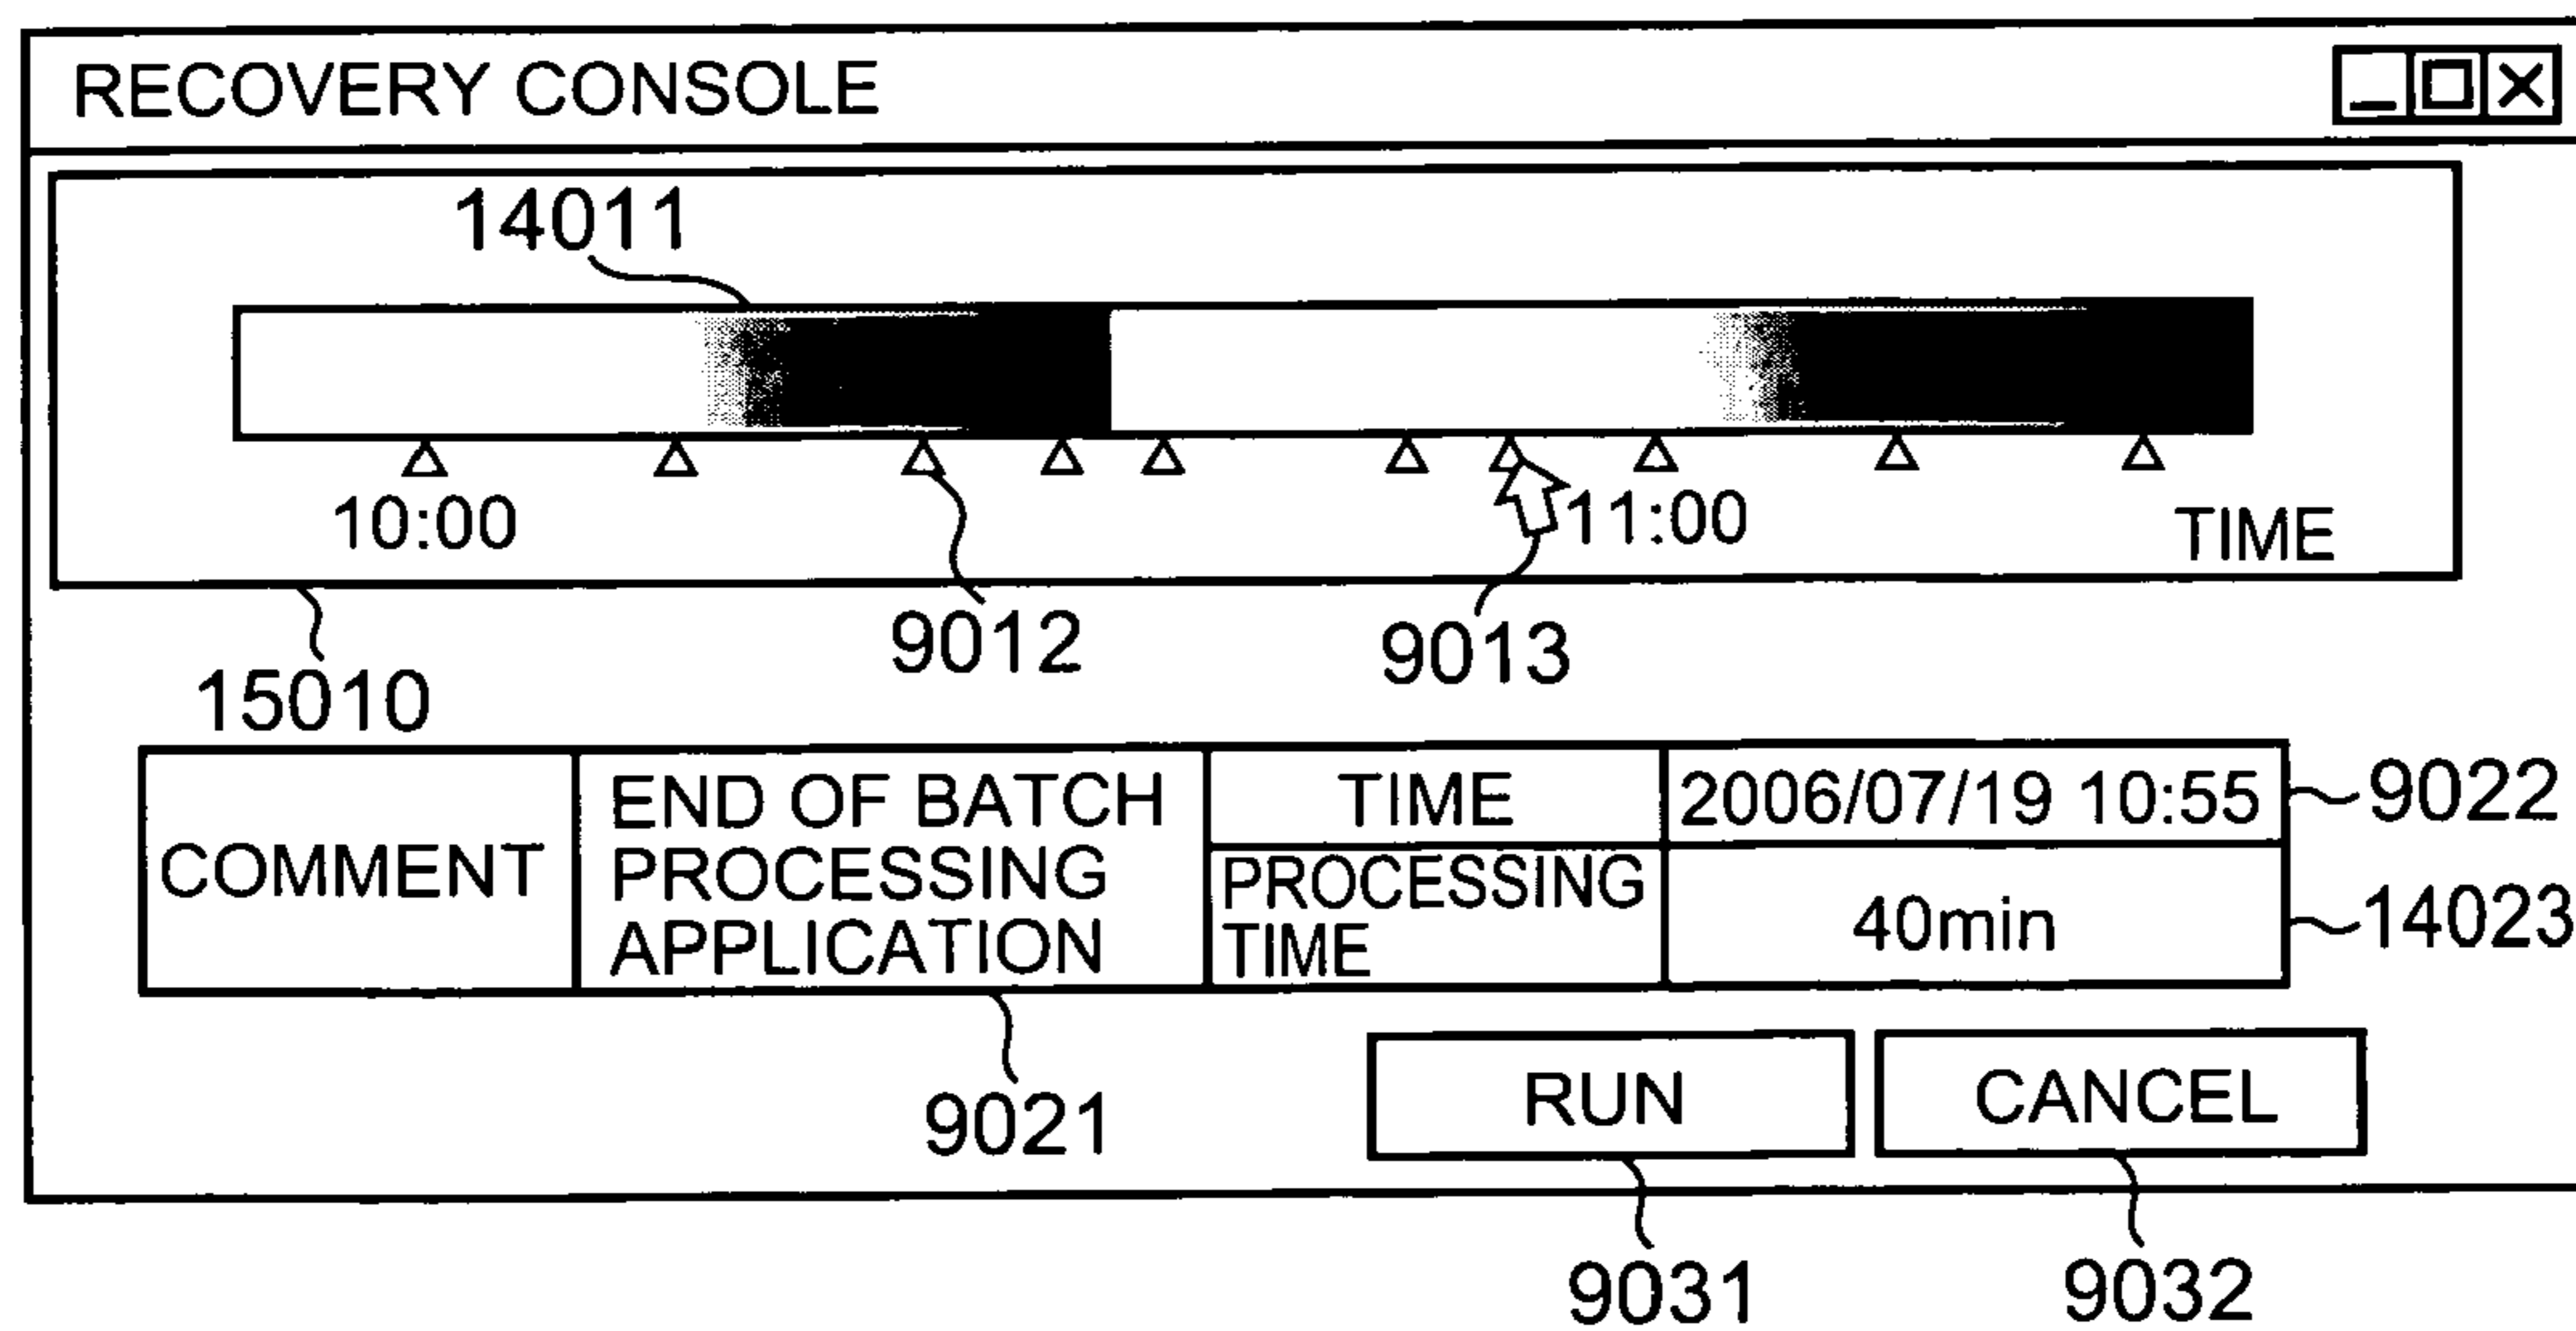 RECOVERY CONSOLE
14011
10:00
11:00
TIME
9012
9013
15010
COMMENT
END OF BATCH
PROCESSING
APPLICATION
TIME
2006/07/19 10:55
9022
PROCESSING
TIME
40min
14023
9021
RUN
CANCEL
9031
9032